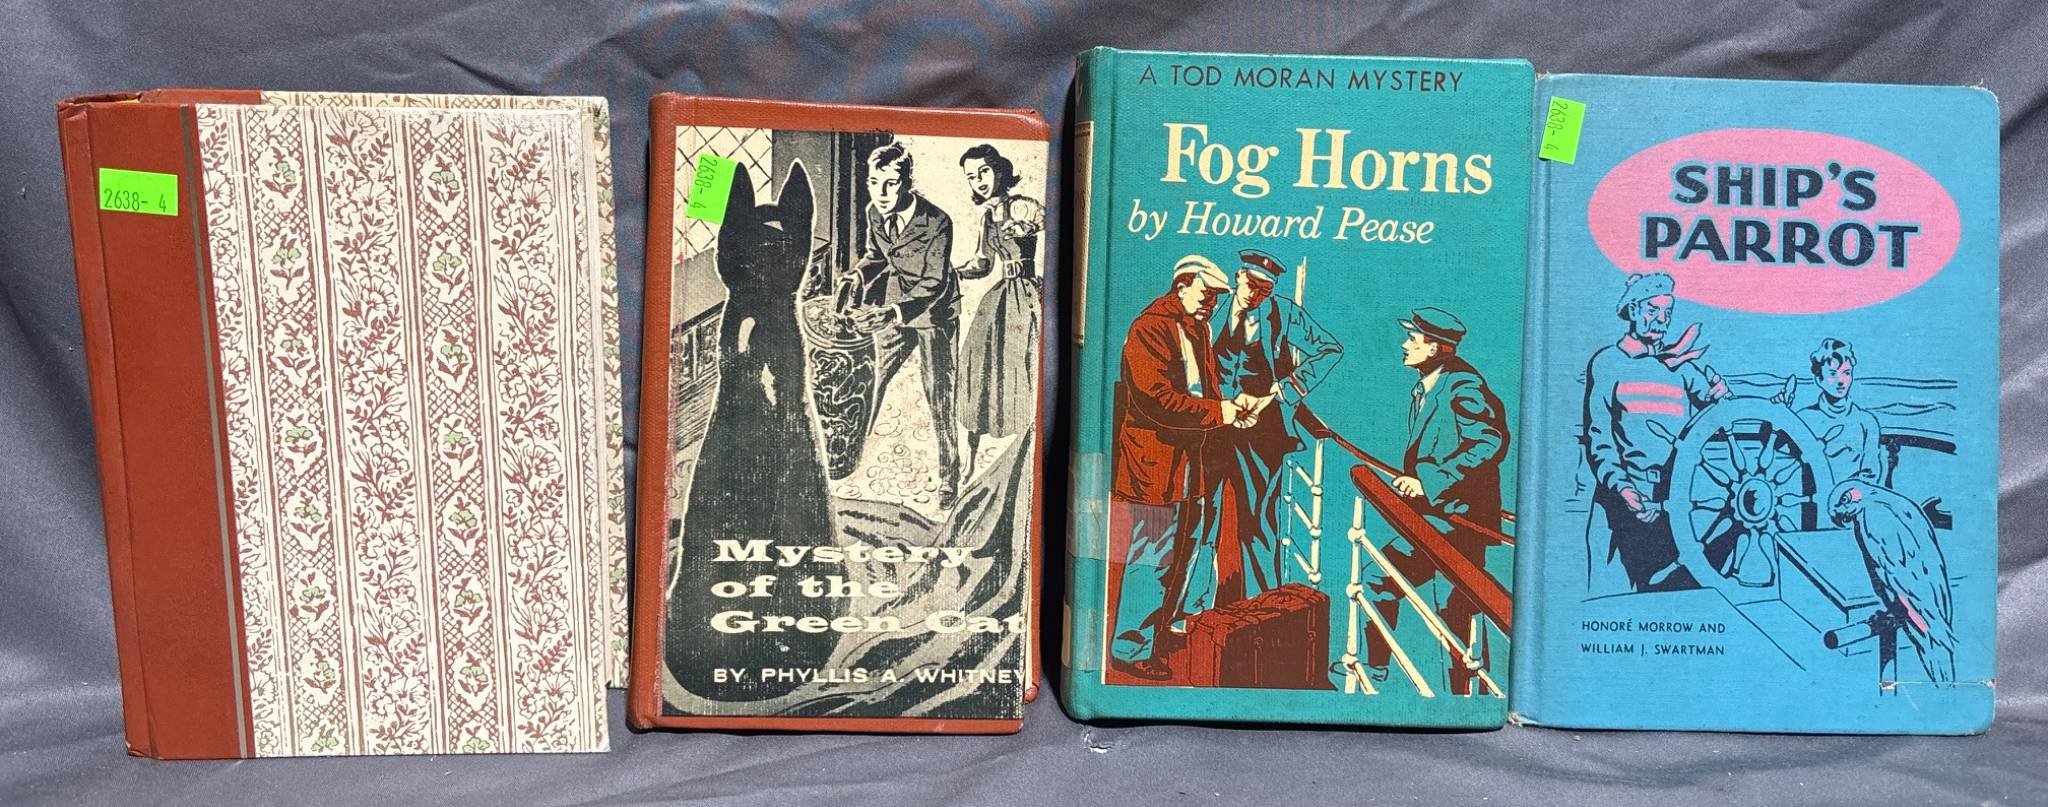 2638- 4
2638- 4
Mystery
of the
Green Cat
BY PHYLLIS A. WHITNEY
A TOD MORAN MYSTERY
Fog Horns
by Howard Pease
2638-
4
SHIP'S
PARROT
HONORÉ MORROW AND
WILLIAM J. SWARTMAN